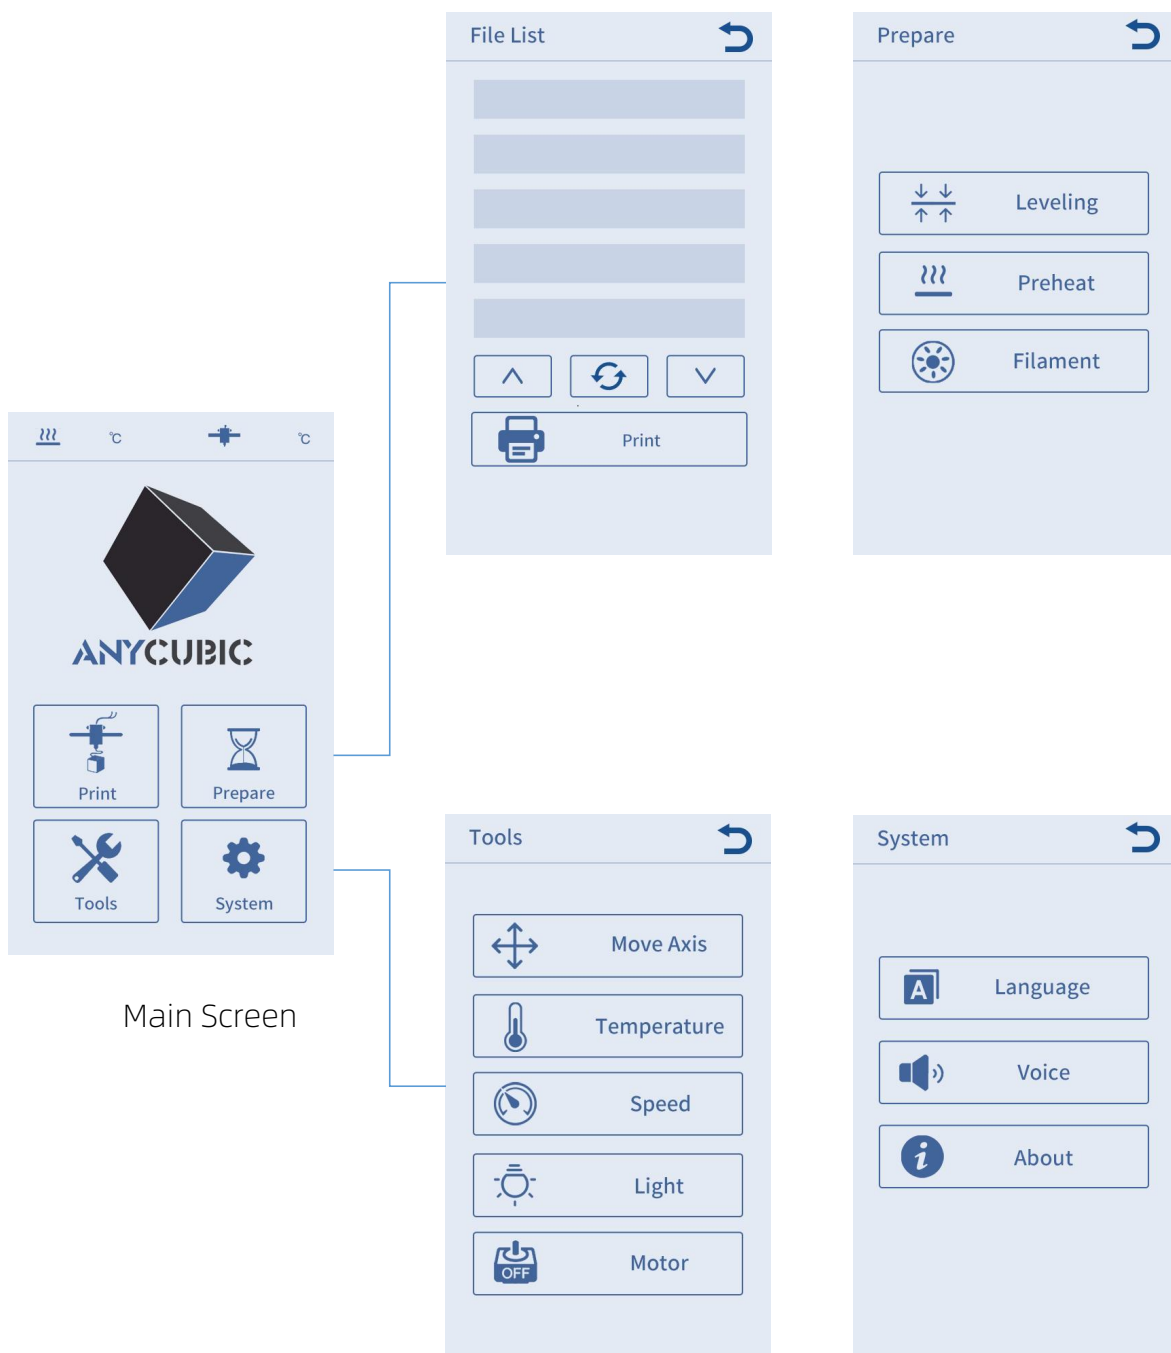 File List
Print
Prepare
Leveling
Preheat
Filament
°C
°C
ANYCUBIC
Print
Prepare
Tools
System
Main Screen
Tools
Move Axis
Temperature
Speed
Light
OFF
Motor
System
A
Language
Voice
i
About